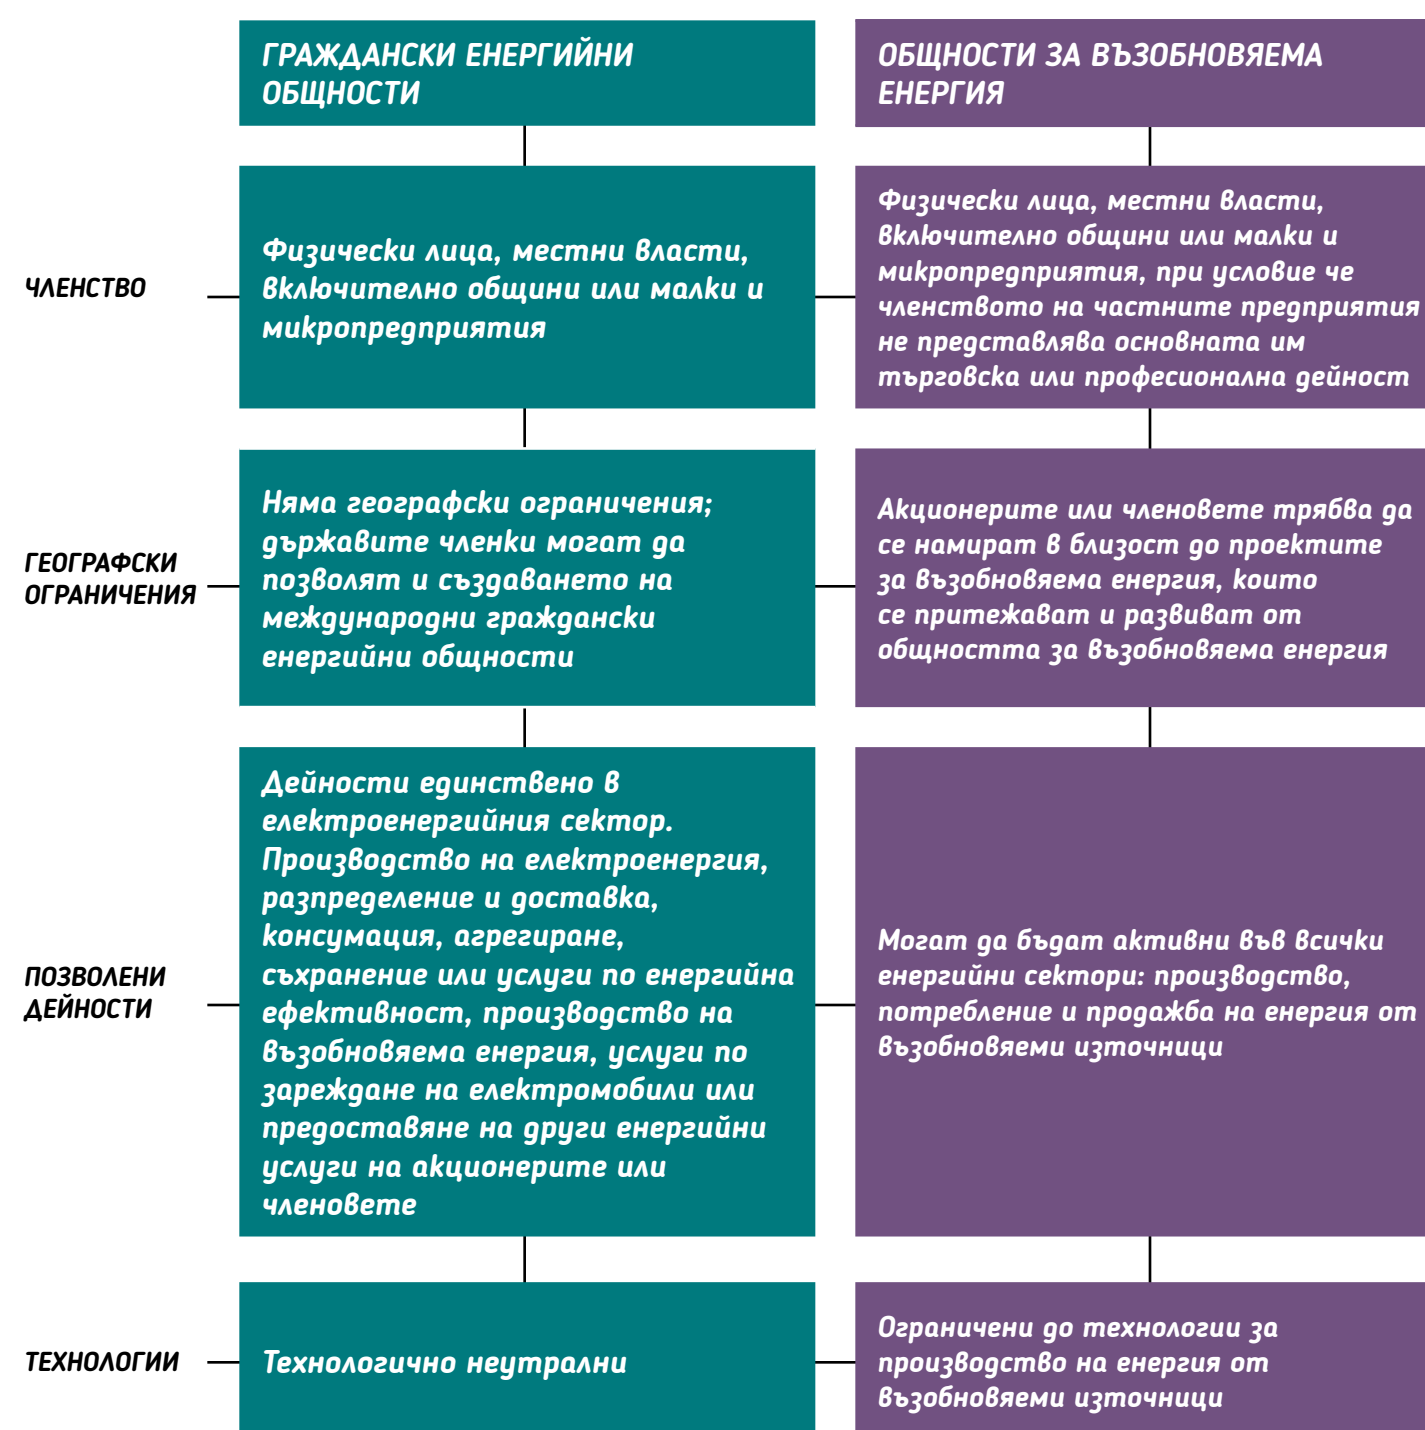 ГРАЖДАНСКИ ЕНЕРГИЙНИ
ОБЩНОСТИ
ОБЩНОСТИ ЗА ВЪЗОБНОВЯЕМА
ЕНЕРГИЯ
ЧЛЕНСТВО
Физически лица, местни власти,
включително общини или малки и
микропредприятия
Физически лица, местни власти,
включително общини или малки и
микропредприятия, при условие че
членството на частните предприятия
не представлява основната им
търговска или професионална дейност
ГЕОГРАФСКИ
ОГРАНИЧЕНИЯ
Няма географски ограничения;
държавите членки могат да
позволят и създаването на
международни граждански
енергийни общности
Акционерите или членовете трябва да
се намират в близост до проектите
за възобновяема енергия, които
се притежават и развиват от
общността за възобновяема енергия
ПОЗВОЛЕНИ
ДЕЙНОСТИ
Дейности единствено в
електроенергийния сектор.
Производство на електроенергия,
разпределение и доставка,
консумация, агрегиране,
съхранение или услуги по енергийна
ефективност, производство на
възобновяема енергия, услуги по
зареждане на електромобили или
предоставяне на други енергийни
услуги на акционерите или
членовете
Могат да бъдат активни във всички
енергийни сектори: производство,
потребление и продажба на енергия от
възобновяеми източници
ТЕХНОЛОГИИ
Технологично неутрални
Ограничени до технологии за
производство на енергия от
възобновяеми източници